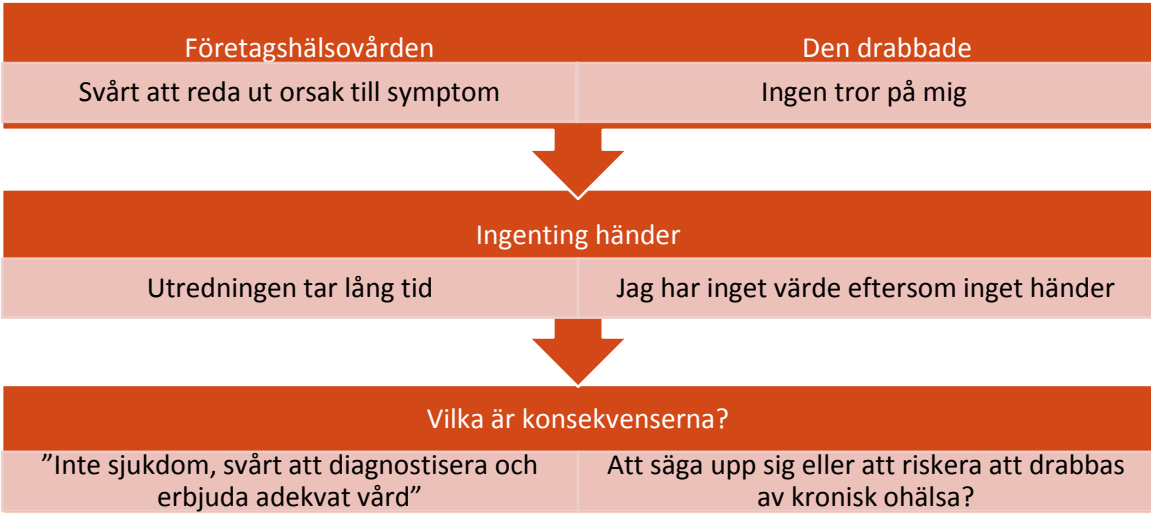 Företagshälsovården
Den drabbade
Svårt att reda ut orsak till symptom
Ingen tror på mig
Ingenting händer
Utredningen tar lång tid
Jag har inget värde eftersom inget händer
Vilka är konsekvenserna?
”Inte sjukdom, svårt att diagnostisera och
erbjuda adekvat vård”
Att säga upp sig eller att riskera att drabbas
av kronisk ohälsa?